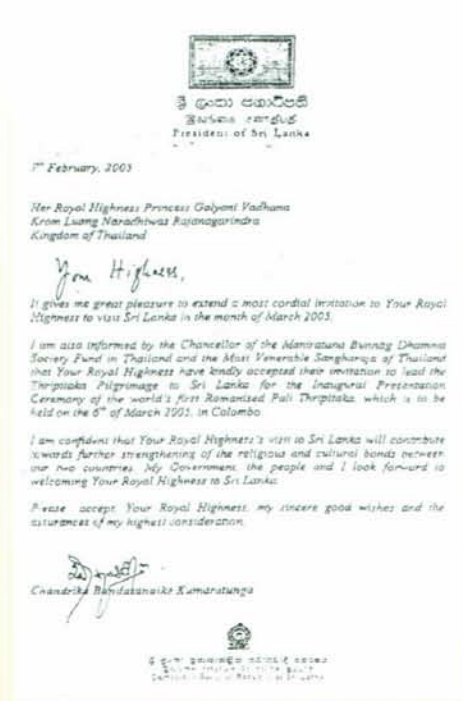 ශ්‍රී ලංකා ජනාධිපති
President of Sri Lanka
7th February, 2005
Her Royal Highness Princess Galyani Vadhana
Krom Luang Naradhiwas Rajanagarindra
Kingdom of Thailand
Your Highness,
It gives me great pleasure to extend a most cordial invitation to Your Royal
Highness to visit Sri Lanka in the month of March 2005.
I am also informed by the Chancellor of the Maniratana Bunnag Dhamma
Society Fund in Thailand and the Most Venerable Sangharaja of Thailand
that Your Royal Highness have kindly accepted their invitation to lead the
Thripitaka Pilgrimage to Sri Lanka for the Inaugural Presentation
Ceremony of the world's first Romanised Pali Thripitaka, which is to be
held on the 6th of March 2005, in Colombo.
I am confident that Your Royal Highness's visit to Sri Lanka will contribute
towards further strengthening of the religious and cultural bonds between
our two countries. My Government, the people and I look forward to
welcoming Your Royal Highness to Sri Lanka.
Please accept, Your Royal Highness, my sincere good wishes and the
assurances of my highest consideration.
Chandrika Bandaranaike Kumaratunga